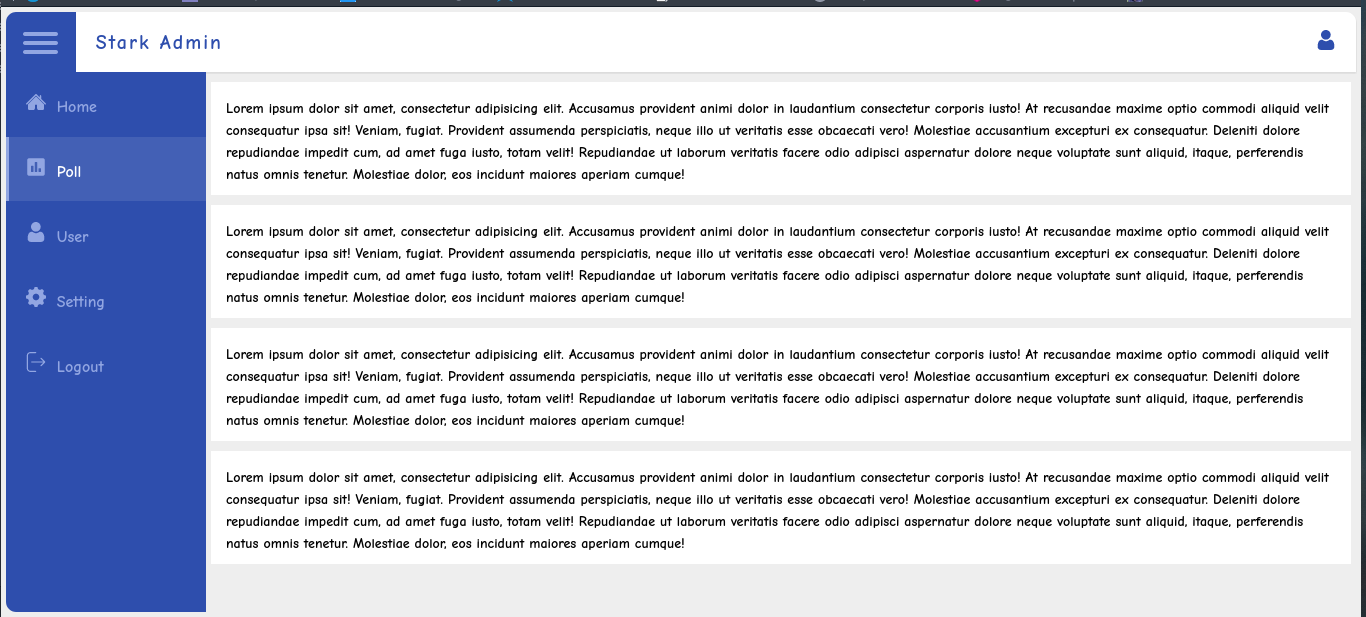 Stark Admin
Home
Poll
User
Setting
Logout
Lorem ipsum dolor sit amet, consectetur adipisicing elit. Accusamus provident animi dolor in laudantium consectetur corporis iusto! At recusandae maxime optio commodi aliquid velit
consequatur ipsa sit! Veniam, fugiat. Provident assumenda perspiciatis, neque illo ut veritatis esse obcaecati vero! Molestiae accusantium excepturi ex consequatur. Deleniti dolore
repudiandae impedit cum, ad amet fuga iusto, totam velit! Repudiandae ut laborum veritatis facere odio adipisci aspernatur dolore neque voluptate sunt aliquid, itaque, perferendis
natus omnis tenetur. Molestiae dolor, eos incidunt maiores aperiam cumque!
Lorem ipsum dolor sit amet, consectetur adipisicing elit. Accusamus provident animi dolor in laudantium consectetur corporis iusto! At recusandae maxime optio commodi aliquid velit
consequatur ipsa sit! Veniam, fugiat. Provident assumenda perspiciatis, neque illo ut veritatis esse obcaecati vero! Molestiae accusantium excepturi ex consequatur. Deleniti dolore
repudiandae impedit cum, ad amet fuga iusto, totam velit! Repudiandae ut laborum veritatis facere odio adipisci aspernatur dolore neque voluptate sunt aliquid, itaque, perferendis
natus omnis tenetur. Molestiae dolor, eos incidunt maiores aperiam cumque!
Lorem ipsum dolor sit amet, consectetur adipisicing elit. Accusamus provident animi dolor in laudantium consectetur corporis iusto! At recusandae maxime optio commodi aliquid velit
consequatur ipsa sit! Veniam, fugiat. Provident assumenda perspiciatis, neque illo ut veritatis esse obcaecati vero! Molestiae accusantium excepturi ex consequatur. Deleniti dolore
repudiandae impedit cum, ad amet fuga iusto, totam velit! Repudiandae ut laborum veritatis facere odio adipisci aspernatur dolore neque voluptate sunt aliquid, itaque, perferendis
natus omnis tenetur. Molestiae dolor, eos incidunt maiores aperiam cumque!
Lorem ipsum dolor sit amet, consectetur adipisicing elit. Accusamus provident animi dolor in laudantium consectetur corporis iusto! At recusandae maxime optio commodi aliquid velit
consequatur ipsa sit! Veniam, fugiat. Provident assumenda perspiciatis, neque illo ut veritatis esse obcaecati vero! Molestiae accusantium excepturi ex consequatur. Deleniti dolore
repudiandae impedit cum, ad amet fuga iusto, totam velit! Repudiandae ut laborum veritatis facere odio adipisci aspernatur dolore neque voluptate sunt aliquid, itaque, perferendis
natus omnis tenetur. Molestiae dolor, eos incidunt maiores aperiam cumque!